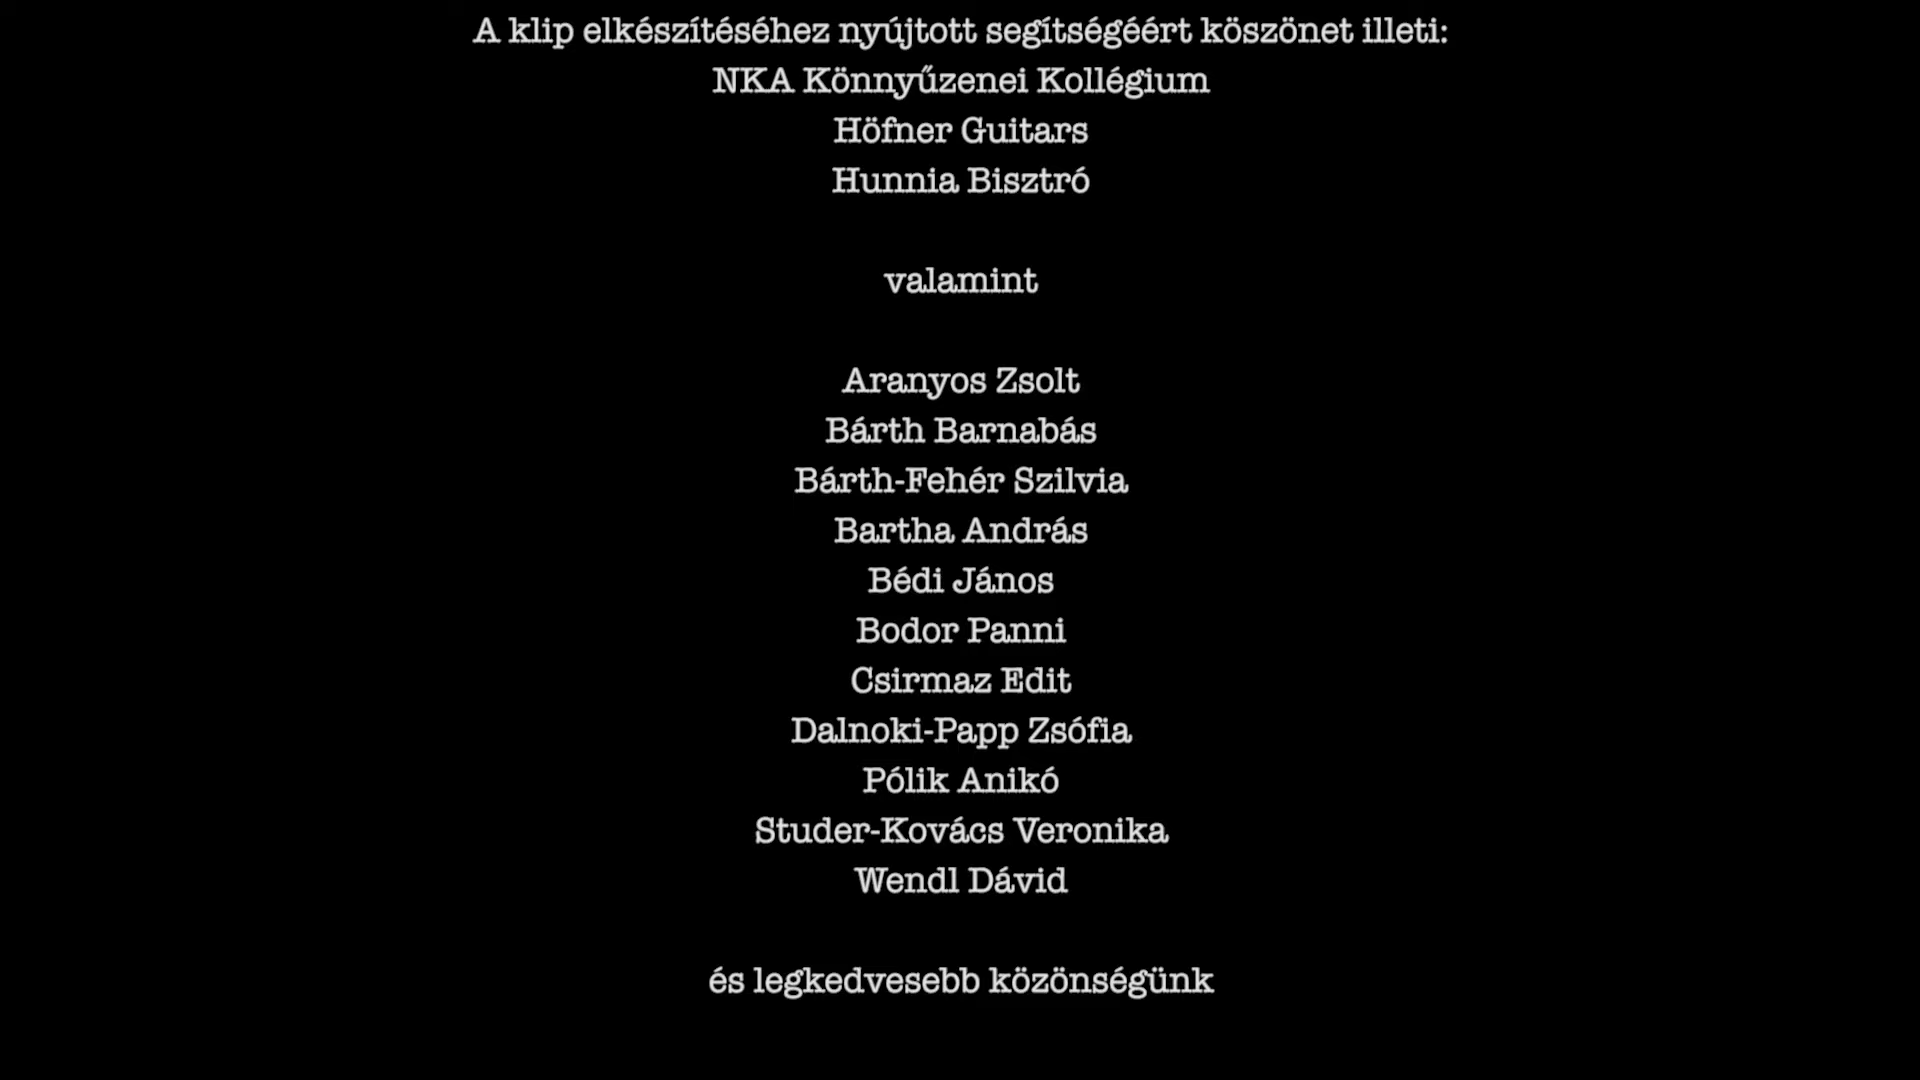 A klip elkészítéséhez nyújtott segítségéért köszönet illeti:
NKA Könnyűzenei Kollégium
Höfner Guitars
Hunnia Bisztró
valamint
Aranyos Zsolt
Bárth Barnabás
Bárth-Fehér Szilvia
Bartha András
Bédi János
Bodor Panni
Csirmaz Edit
Dalnoki-Papp Zsófia
Pólik Anikó
Studer-Kovács Veronika
Wendl Dávid
és legkedvesebb közönségünk